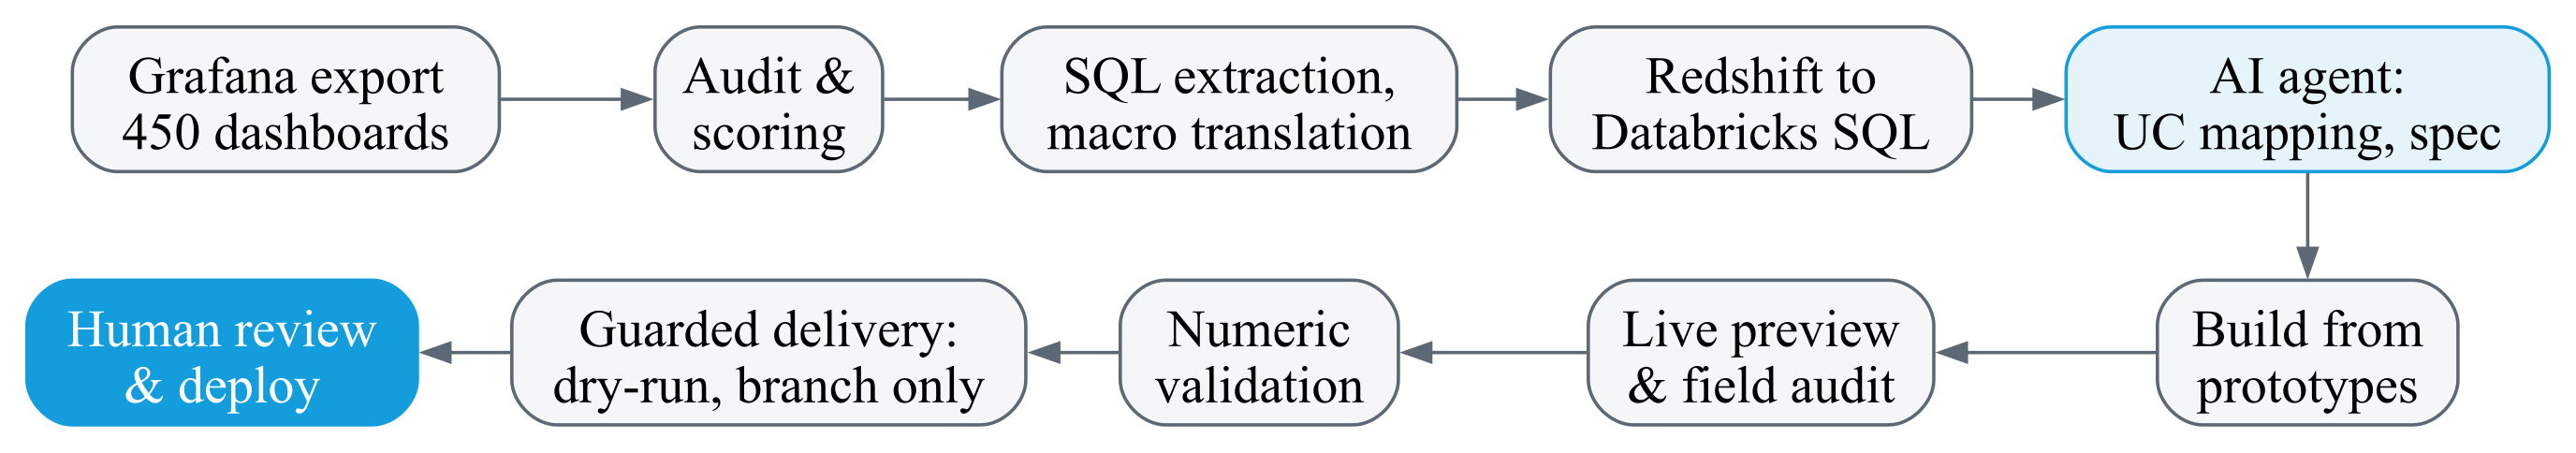 Grafana export
450 dashboards
Audit &
scoring
SQL extraction,
macro translation
Redshift to
Databricks SQL
AI agent:
UC mapping, spec
Build from
prototypes
Live preview
& field audit
Numeric
validation
Guarded delivery:
dry-run, branch only
Human review
& deploy